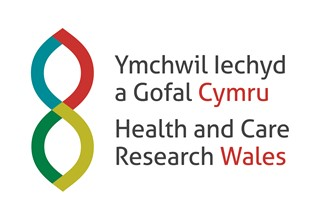 Ymchwil Iechyd
a Gofal Cymru
Health and Care
Research Wales